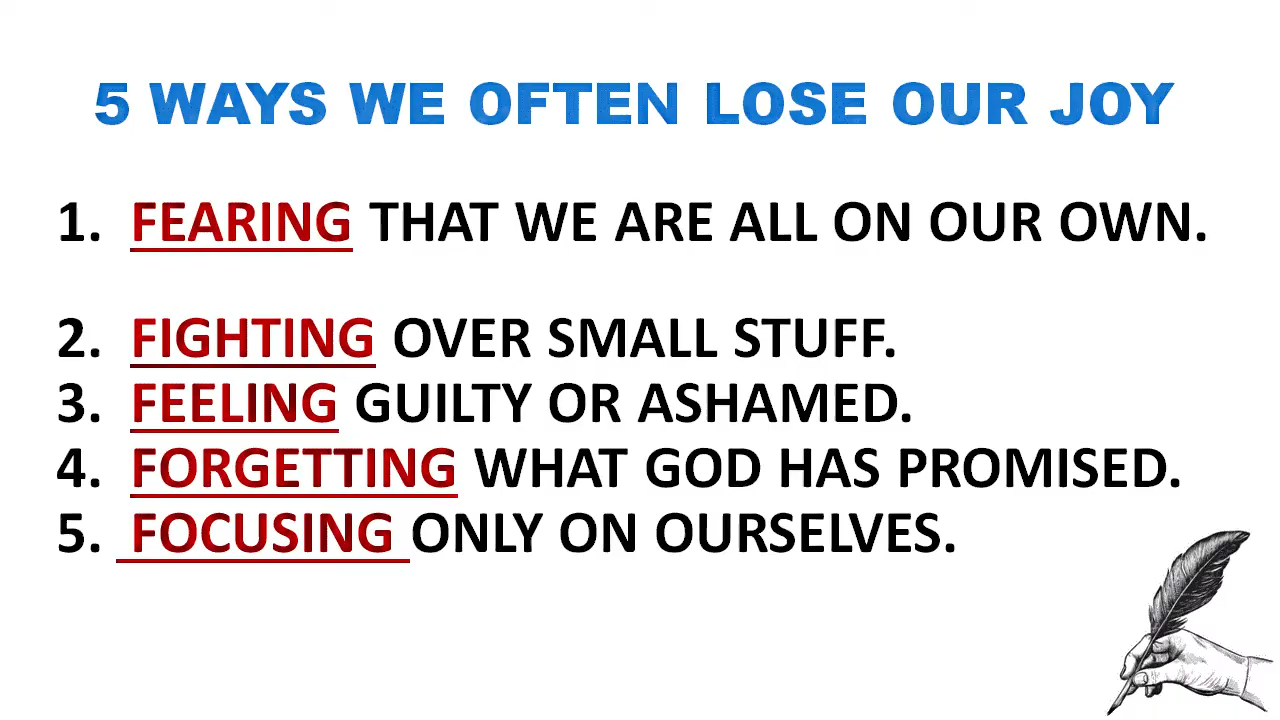 5 WAYS WE OFTEN LOSE OUR JOY
1. FEARING THAT WE ARE ALL ON OUR OWN.
2. FIGHTING OVER SMALL STUFF.
3. FEELING GUILTY OR ASHAMED.
4. FORGETTING WHAT GOD HAS PROMISED.
5. FOCUSING ONLY ON OURSELVES.